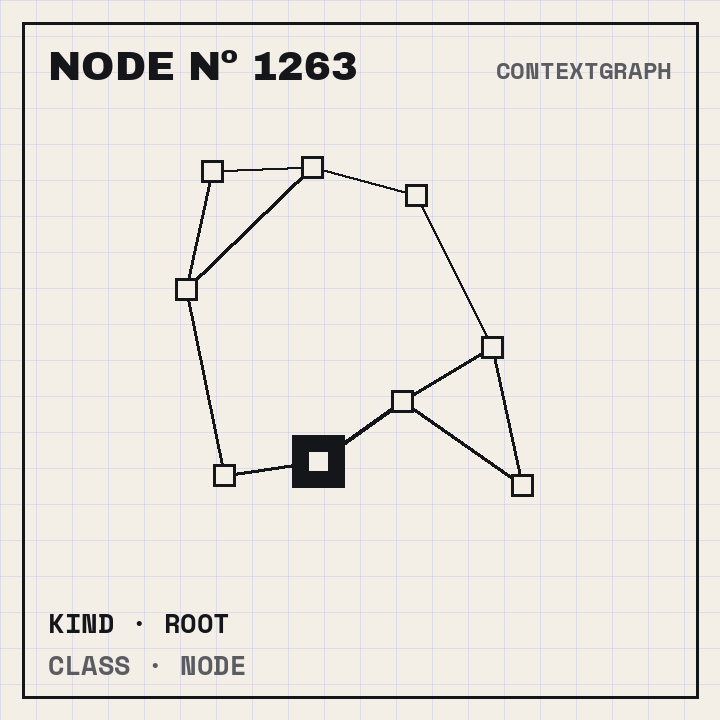 NODE Nº 1263
CONTEXTGRAPH
KIND · ROOT
CLASS · NODE